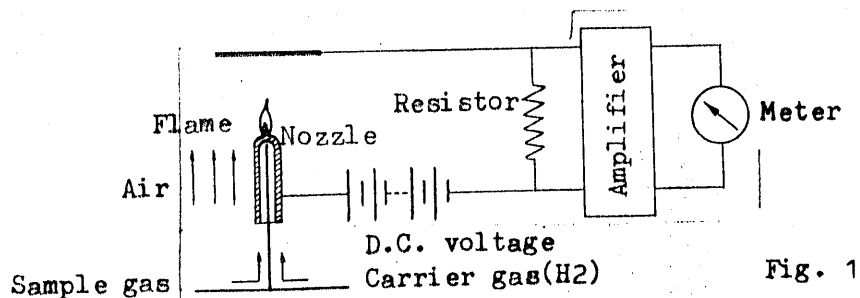 Resistor
Amplifier
Meter
Flame
Nozzle
Air
D.C. voltage
Sample gas
Carrier gas(H2)
Fig. 1